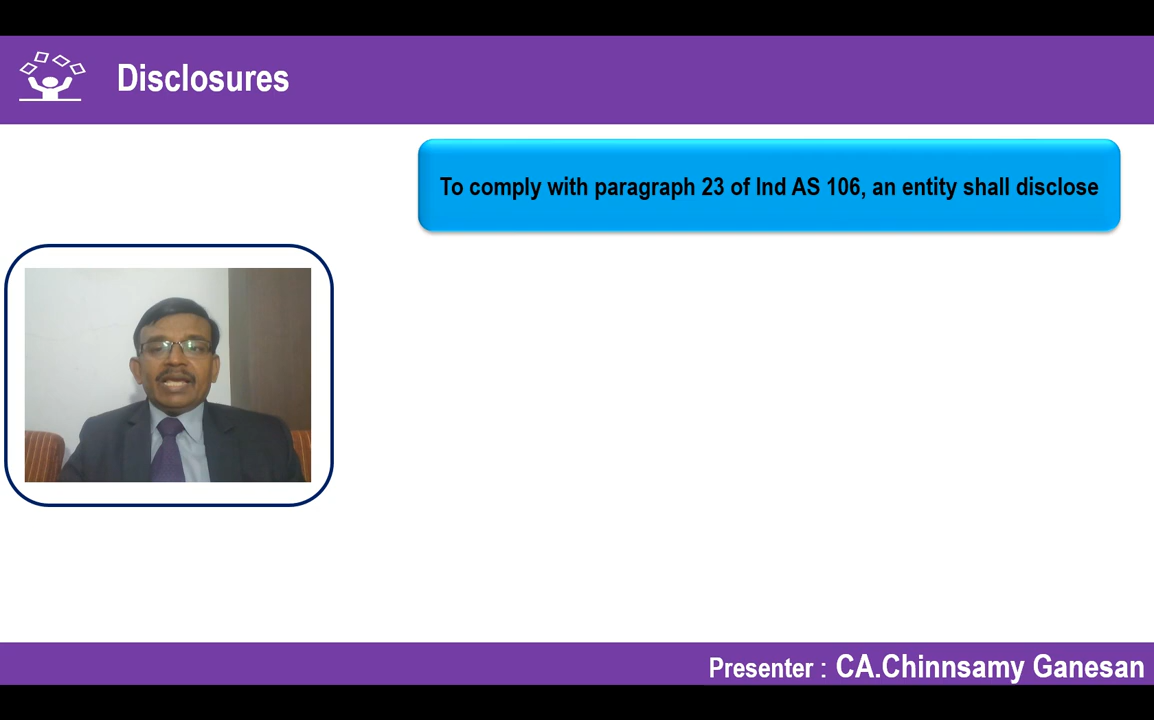 Disclosures
To comply with paragraph 23 of Ind AS 106, an entity shall disclose
Presenter : CA.Chinnsamy Ganesan